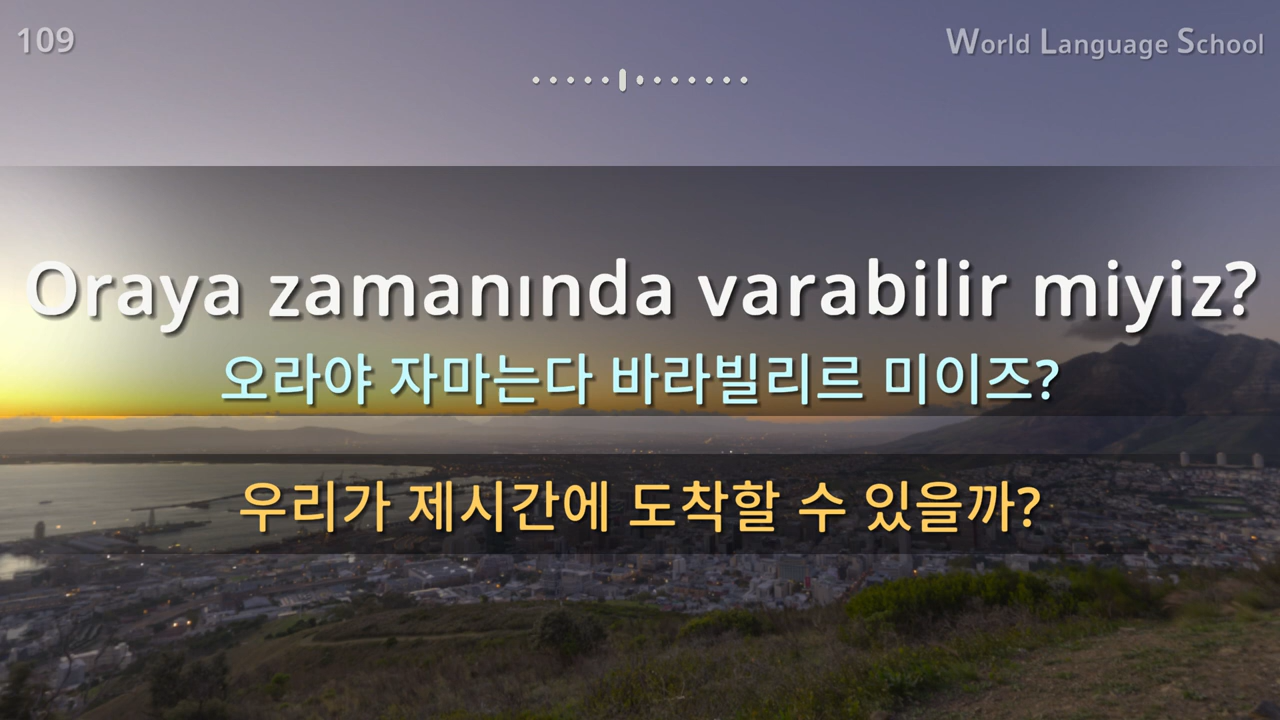 109
World Language School
Oraya zamanında varabilir miyiz?
오라야 자마는다 바라빌리르 미이즈?
우리가 제시간에 도착할 수 있을까?